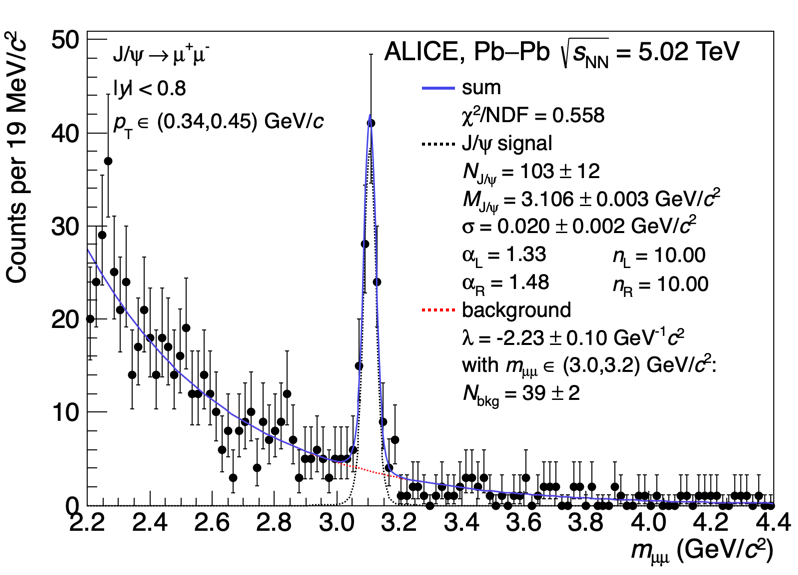 Counts per 19 MeV/c²
50
40
30
20
10
0
J/ψ → μ⁺μ⁻
|y| < 0.8
p_T ∈ (0.34,0.45) GeV/c
ALICE, Pb–Pb √s_NN = 5.02 TeV
sum
χ²/NDF = 0.558
J/ψ signal
N_J/ψ = 103 ± 12
M_J/ψ = 3.106 ± 0.003 GeV/c²
σ = 0.020 ± 0.002 GeV/c²
α_L = 1.33 n_L = 10.00
α_R = 1.48 n_R = 10.00
background
λ = -2.23 ± 0.10 GeV⁻¹c²
with m_μμ ∈ (3.0,3.2) GeV/c²:
N_bkg = 39 ± 2
2.2 2.4 2.6 2.8 3.0 3.2 3.4 3.6 3.8 4.0 4.2 4.4
m_μμ (GeV/c²)